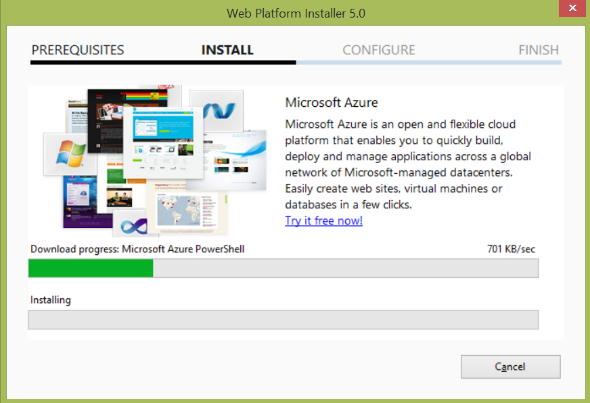 Web Platform Installer 5.0
PREREQUISITES INSTALL CONFIGURE FINISH
Microsoft Azure
Microsoft Azure is an open and flexible cloud
platform that enables you to quickly build,
deploy and manage applications across a global
network of Microsoft-managed datacenters.
Easily create web sites, virtual machines or
databases in a few clicks.
Try it free now!
Download progress: Microsoft Azure PowerShell 701 KB/sec
Installing
Cancel